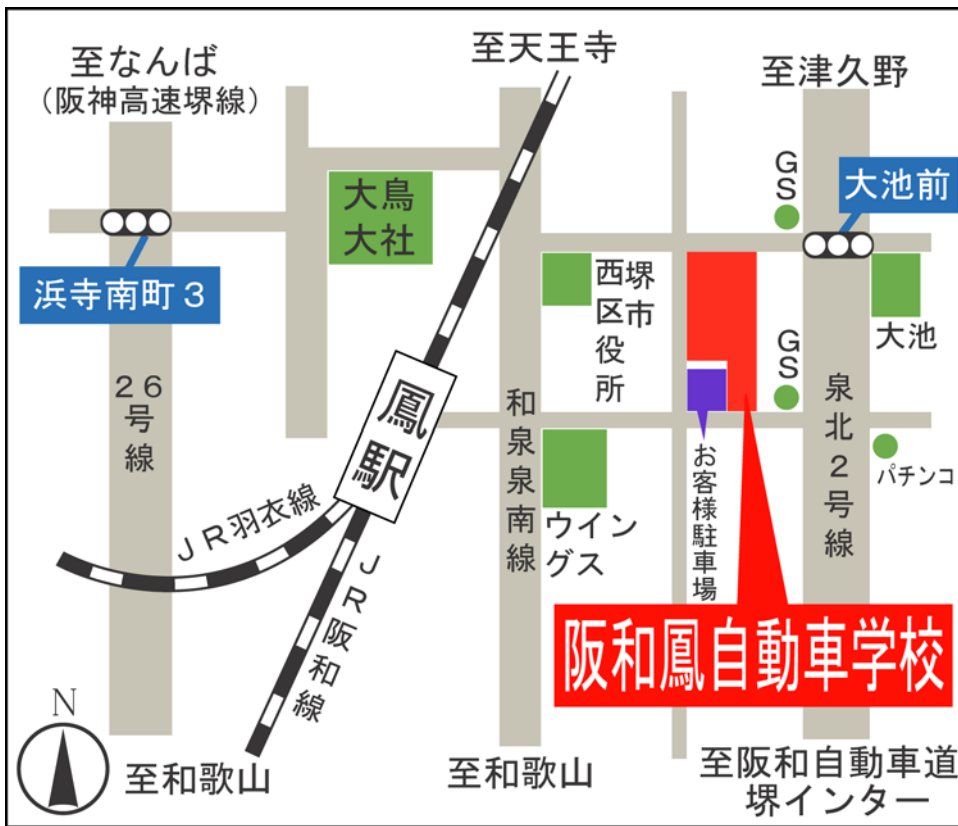 至なんば
（阪神高速堺線）
至天王寺
至津久野
GS
大池前
大鳥
大社
浜寺南町３
堺市
西区役所
大池
GS
２６号線
鳳駅
和泉泉南線
泉北２号線
パチンコ
お客様駐車場
ウイン
グス
ＪＲ羽衣線
ＪＲ阪和線
阪和鳳自動車学校
N
至和歌山
至和歌山
至阪和自動車道
堺インター